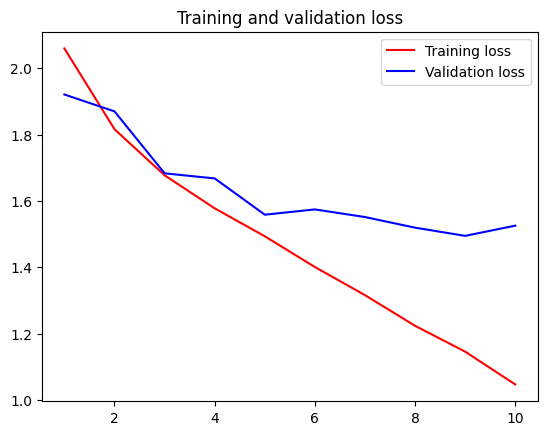 Training and validation loss
Training loss
Validation loss
2.0
1.8
1.6
1.4
1.2
1.0
2 4 6 8 10